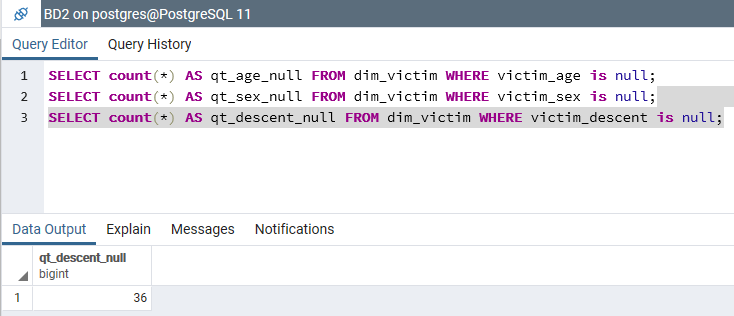 BD2 on postgres@PostgreSQL 11
Query Editor Query History
1 SELECT count(*) AS qt_age_null FROM dim_victim WHERE victim_age is null;
2 SELECT count(*) AS qt_sex_null FROM dim_victim WHERE victim_sex is null;
3 SELECT count(*) AS qt_descent_null FROM dim_victim WHERE victim_descent is null;
Data Output Explain Messages Notifications
qt_descent_null
bigint
1 36